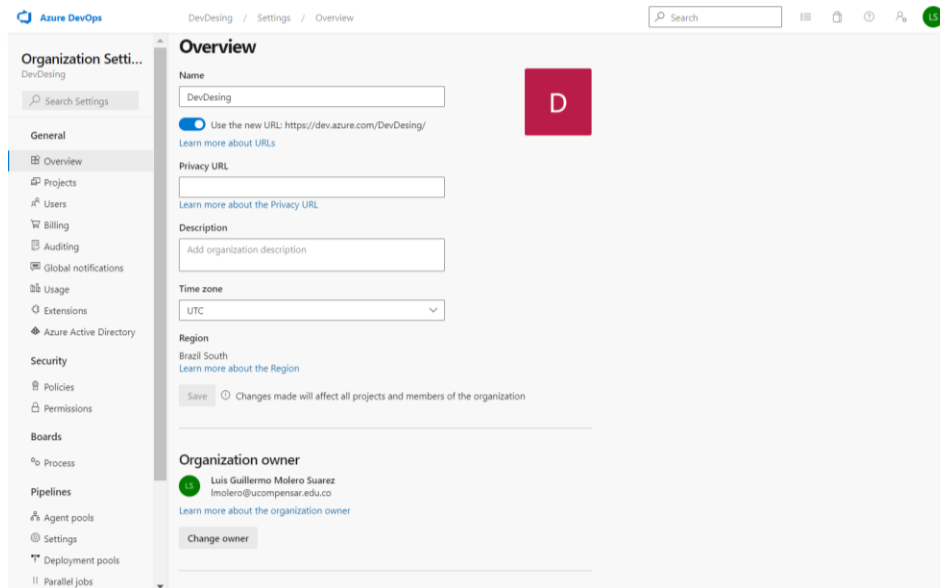 Azure DevOps
DevDesing / Settings / Overview
Search
LS
Organization Setti...
DevDesing
Search Settings
General
Overview
Projects
Users
Billing
Auditing
Global notifications
Usage
Extensions
Azure Active Directory
Security
Policies
Permissions
Boards
Process
Pipelines
Agent pools
Settings
Deployment pools
Parallel jobs
Overview
Name
DevDesing
Use the new URL: https://dev.azure.com/DevDesing/
Learn more about URLs
Privacy URL
Learn more about the Privacy URL
Description
Add organization description
Time zone
UTC
Region
Brazil South
Learn more about the Region
Save Changes made will affect all projects and members of the organization
D
Organization owner
LS
Luis Guillermo Molero Suarez
lmolero@ucompensar.edu.co
Learn more about the organization owner
Change owner